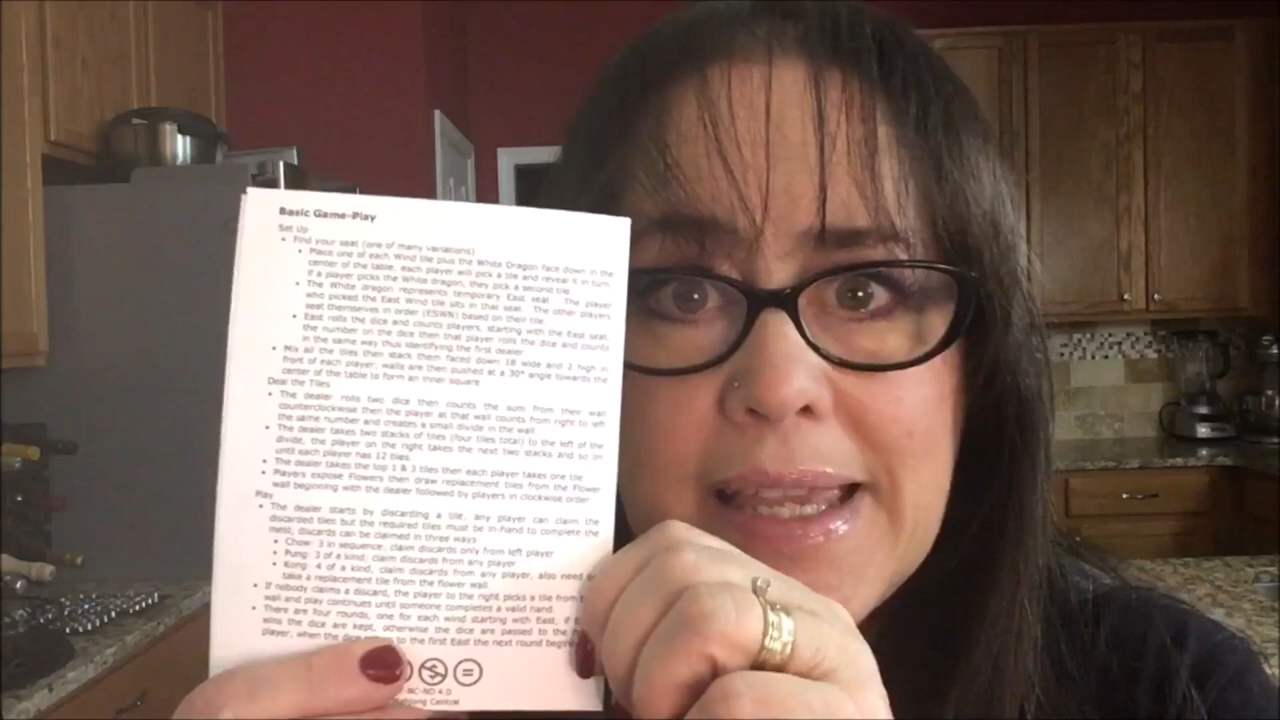 Basic Game-Play
Set Up
• Find your seat (one of many variations)
• Place one of each Wind tile plus the White Dragon face down in the
center of the table, each player will pick a tile and reveal it in turn.
If a player picks the White dragon, they pick a second tile
• The White dragon represents temporary East seat. The player
who picked the East Wind tile sits in that seat. The other players
seat themselves in order (ESWN) based on their tile
• East rolls the dice and counts players, starting with the East seat,
the number on the dice then that player rolls the dice and counts
in the same way thus identifying the first dealer
• Mix all the tiles then stack them faced down 18 wide and 2 high in
front of each player; walls are then pushed at a 30° angle towards the
center of the table to form an inner square
Deal the Tiles
• The dealer rolls two dice then counts the sum from their wall
counterclockwise then the player at that wall counts from right to left
the same number and creates a small divide in the wall
• The dealer takes two stacks of tiles (four tiles total) to the left of the
divide, the player on the right takes the next two stacks and so on
until each player has 12 tiles
• The dealer takes the top 1 & 3 tiles then each player takes one tile
• Players expose Flowers then draw replacement tiles from the Flower
wall beginning with the dealer followed by players in clockwise order
Play
• The dealer starts by discarding a tile, any player can claim the
discarded tiles but the required tiles must be in-hand to complete the
meld, discards can be claimed in three ways
• Chow: 3 in sequence, claim discards only from left player
• Pung: 3 of a kind; claim discards from any player
• Kong: 4 of a kind, claim discards from any player, also need
take a replacement tile from the flower wall
• If nobody claims a discard, the player to the right picks a tile from
wall and play continues until someone completes a valid hand.
• There are four rounds, one for each wind starting with East, if
wins the dice are kept, otherwise the dice are passed to the
player, when the dice to the first East the next round begins
NC-ND 4.0
Mahjong Central